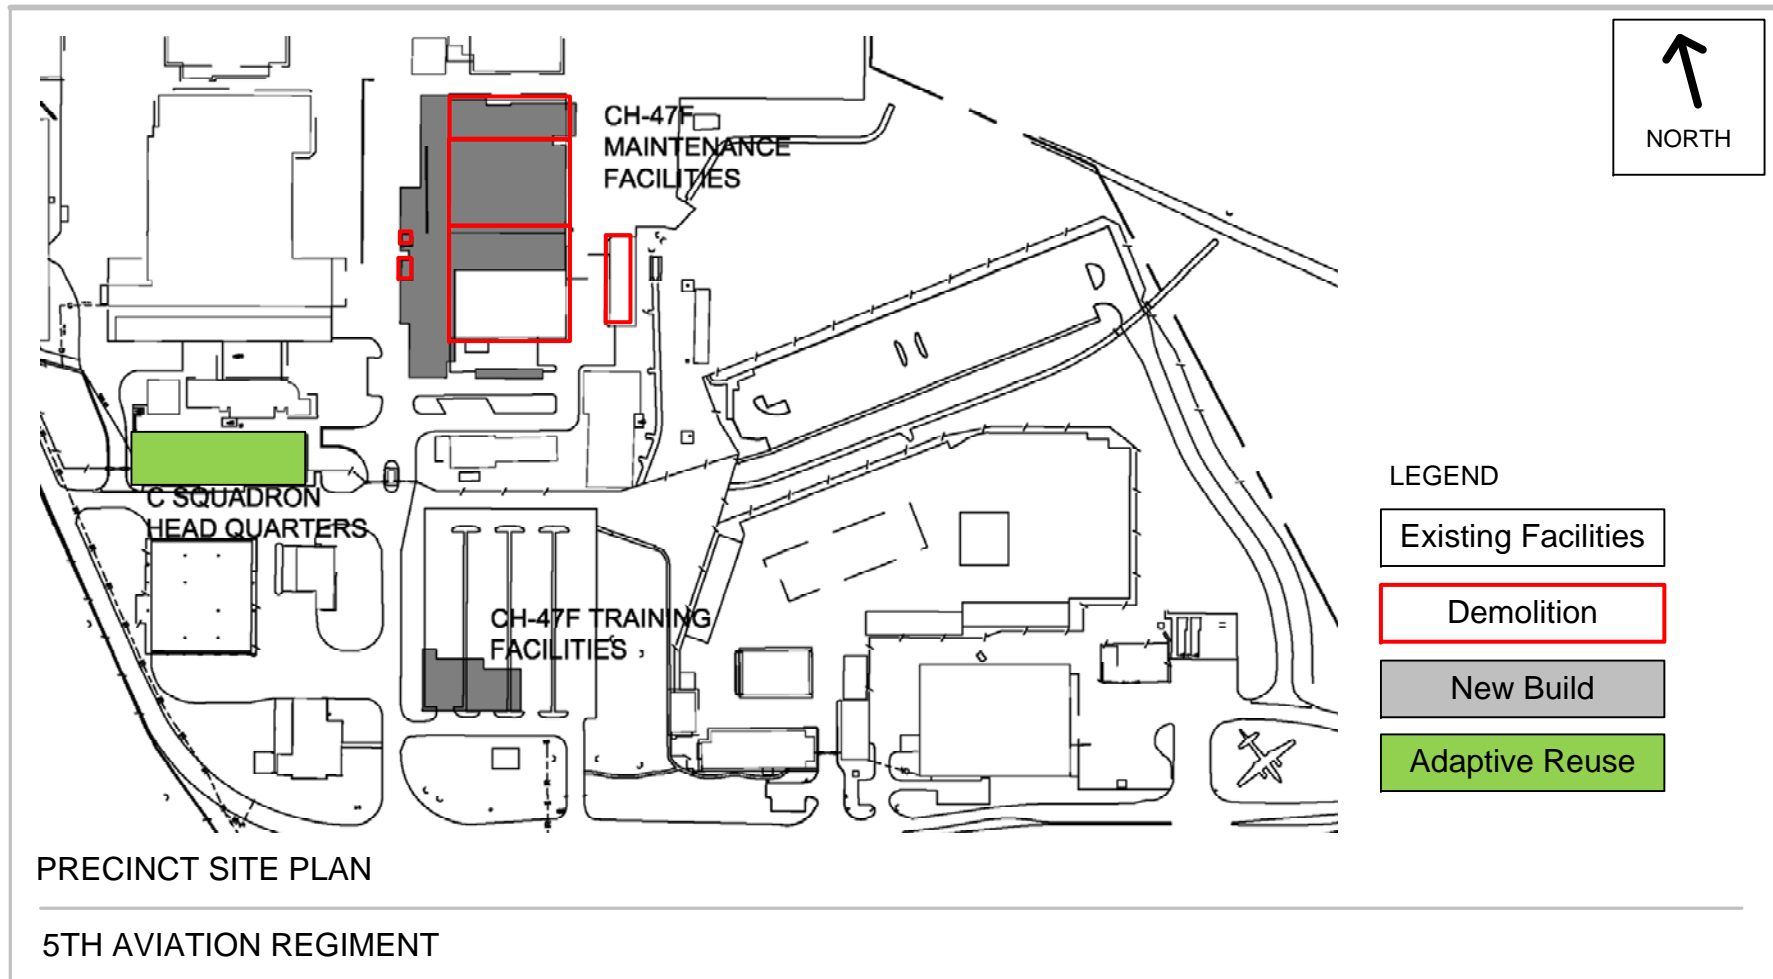 NORTH
CH-47F
MAINTENANCE
FACILITIES
C SQUADRON
HEAD QUARTERS
CH-47F TRAINING
FACILITIES
LEGEND
Existing Facilities
Demolition
New Build
Adaptive Reuse
PRECINCT SITE PLAN
5TH AVIATION REGIMENT